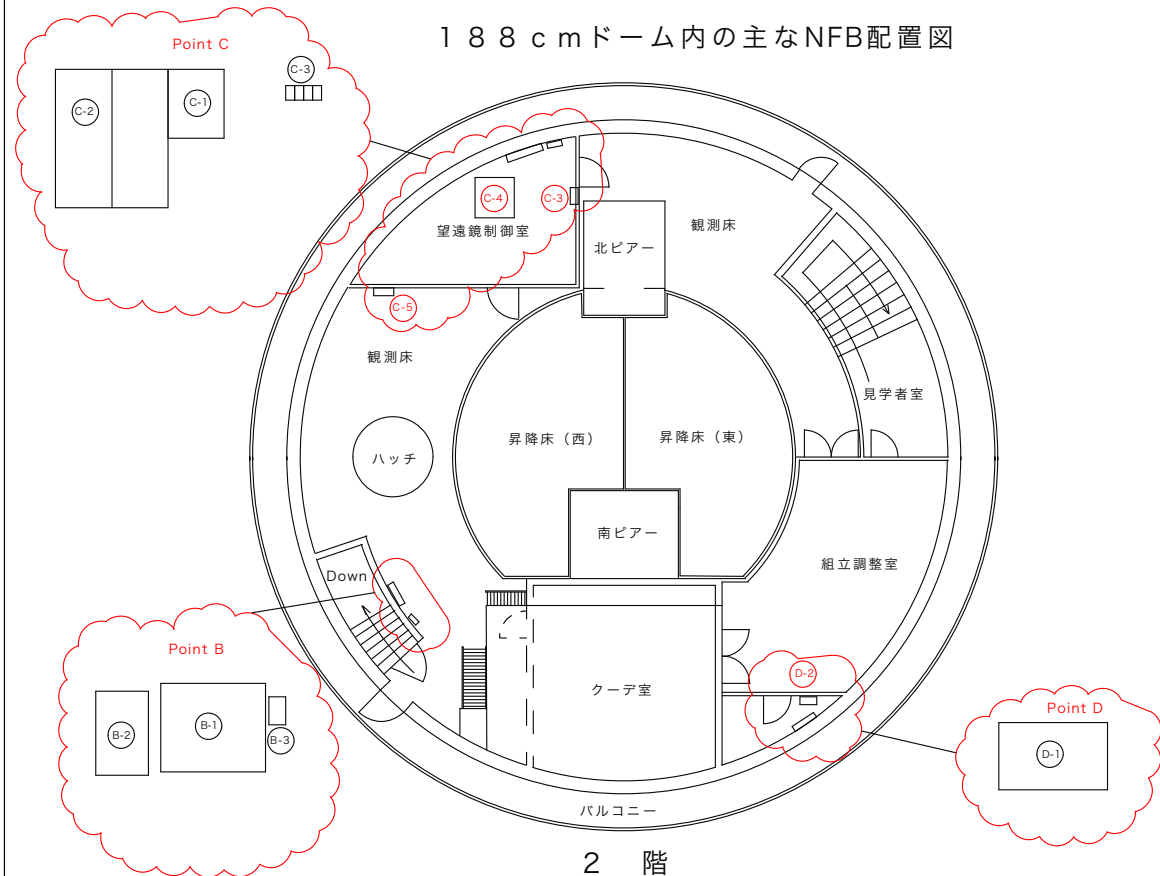 188cmドーム内の主なNFB配置図
Point C
C-3
C-2
C-1
C-4
C-3
望遠鏡制御室
観測床
北ピアー
C-5
観測床
見学者室
昇降床（西）
昇降床（東）
ハッチ
南ピアー
組立調整室
Down
Point B
B-2
B-1
B-3
クーデ室
D-2
Point D
D-1
バルコニー
2 階